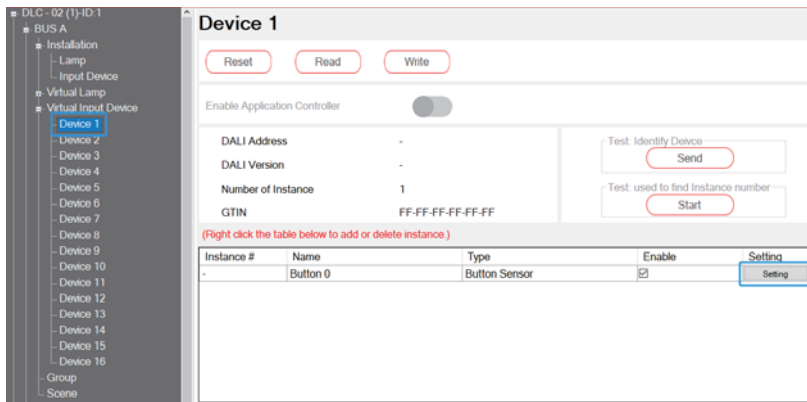 DLC - 02 (1)-ID:1
BUS A
Installation
Lamp
Input Device
Virtual Lamp
Virtual Input Device
Device 1
Device 2
Device 3
Device 4
Device 5
Device 6
Device 7
Device 8
Device 9
Device 10
Device 11
Device 12
Device 13
Device 14
Device 15
Device 16
Group
Scene
Device 1
Reset Read Write
Enable Application Controller
DALI Address -
DALI Version -
Number of Instance 1
GTIN FF-FF-FF-FF-FF-FF
Test: Identify Deivce
Send
Test: used to find Instance number
Start
(Right click the table below to add or delete instance.)
Instance # Name Type Enable Setting
- Button 0 Button Sensor Setting